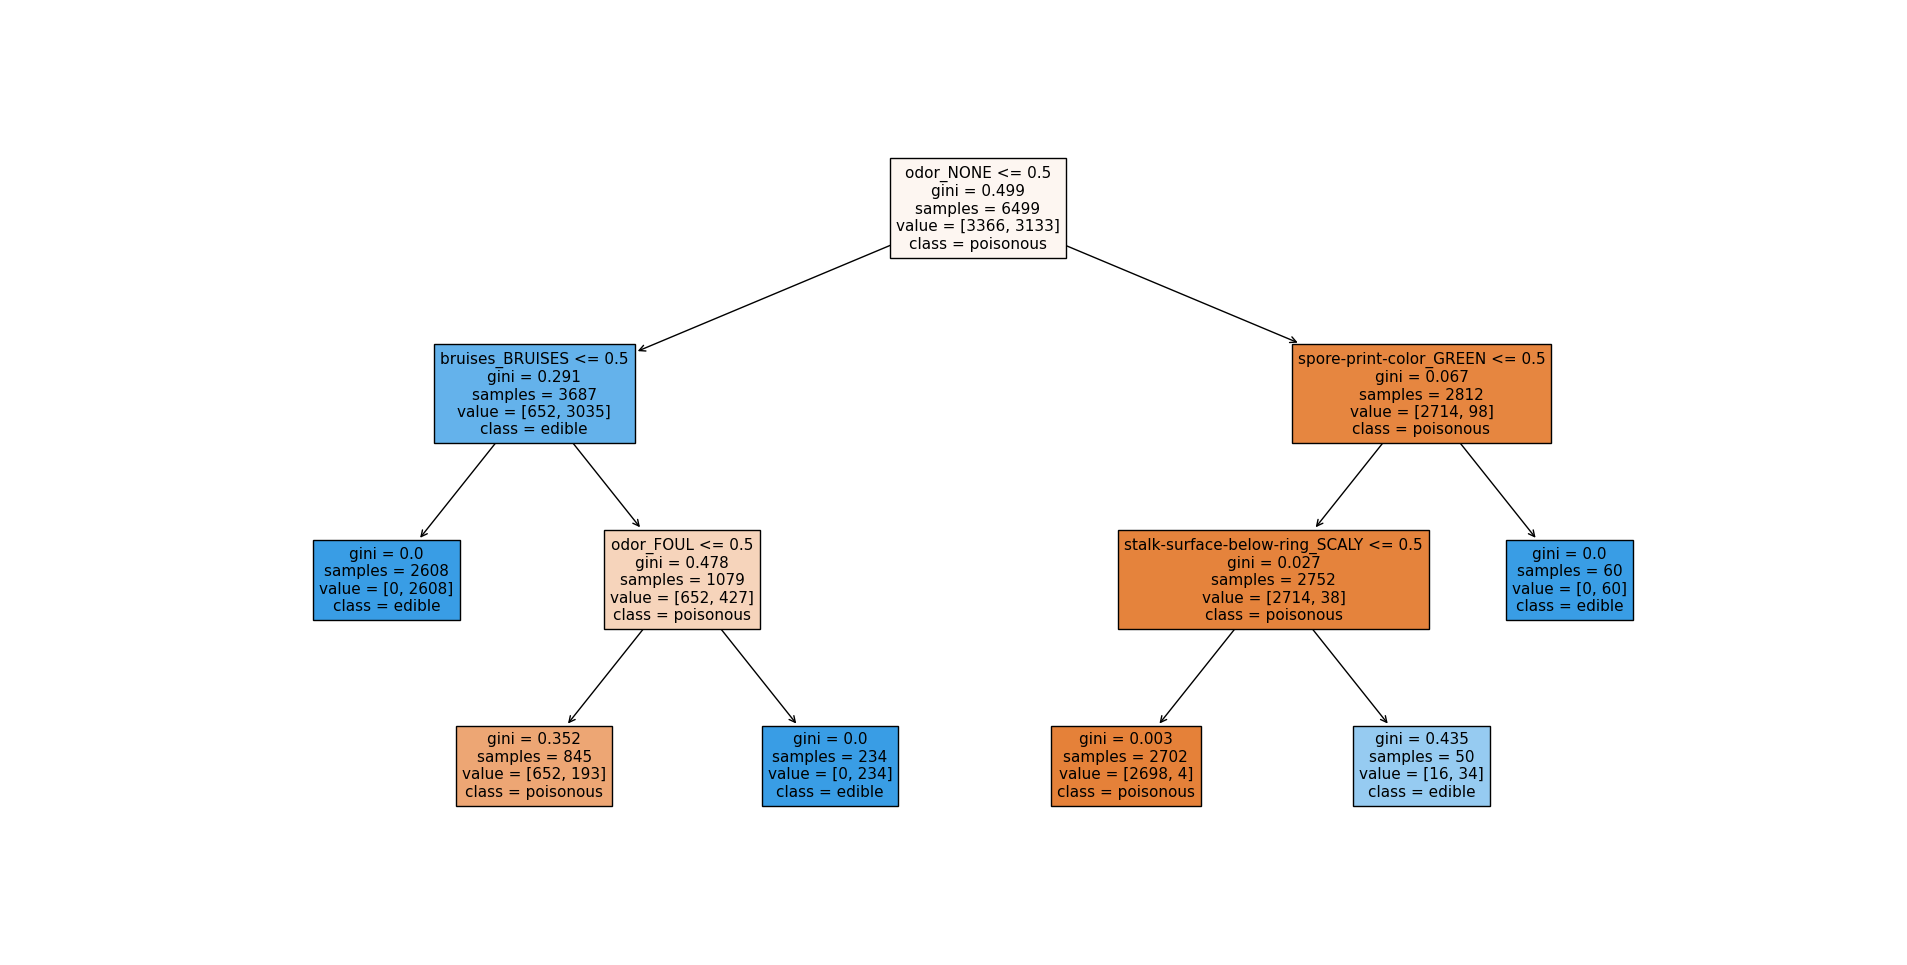 odor_NONE <= 0.5
gini = 0.499
samples = 6499
value = [3366, 3133]
class = poisonous
bruises_BRUISES <= 0.5
gini = 0.291
samples = 3687
value = [652, 3035]
class = edible
spore-print-color_GREEN <= 0.5
gini = 0.067
samples = 2812
value = [2714, 98]
class = poisonous
gini = 0.0
samples = 2608
value = [0, 2608]
class = edible
odor_FOUL <= 0.5
gini = 0.478
samples = 1079
value = [652, 427]
class = poisonous
stalk-surface-below-ring_SCALY <= 0.5
gini = 0.027
samples = 2752
value = [2714, 38]
class = poisonous
gini = 0.0
samples = 60
value = [0, 60]
class = edible
gini = 0.352
samples = 845
value = [652, 193]
class = poisonous
gini = 0.0
samples = 234
value = [0, 234]
class = edible
gini = 0.003
samples = 2702
value = [2698, 4]
class = poisonous
gini = 0.435
samples = 50
value = [16, 34]
class = edible